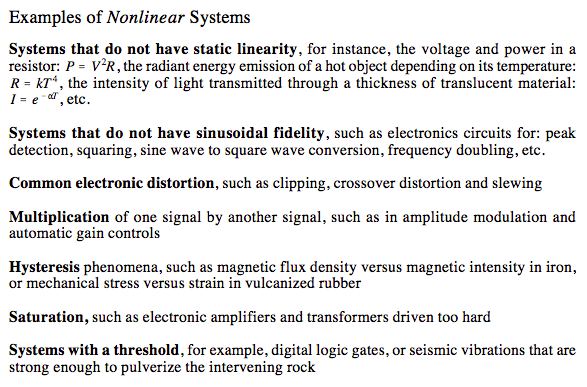 Examples of Nonlinear Systems
Systems that do not have static linearity, for instance, the voltage and power in a
resistor: P = V²R, the radiant energy emission of a hot object depending on its temperature:
R = kT⁴, the intensity of light transmitted through a thickness of translucent material:
I = e⁻ᵅᵀ, etc.
Systems that do not have sinusoidal fidelity, such as electronics circuits for: peak
detection, squaring, sine wave to square wave conversion, frequency doubling, etc.
Common electronic distortion, such as clipping, crossover distortion and slewing
Multiplication of one signal by another signal, such as in amplitude modulation and
automatic gain controls
Hysteresis phenomena, such as magnetic flux density versus magnetic intensity in iron,
or mechanical stress versus strain in vulcanized rubber
Saturation, such as electronic amplifiers and transformers driven too hard
Systems with a threshold, for example, digital logic gates, or seismic vibrations that are
strong enough to pulverize the intervening rock